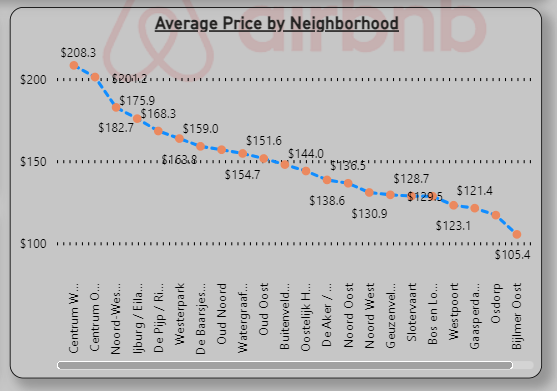 airbnb
Average Price by Neighborhood
$208.3
$200
$201.2
$175.9
$168.3
$182.7
$159.0
$151.6
$144.0
$136.5
$150
$163.8
$154.7
$128.7
$138.6
$129.5
$121.4
$130.9
$123.1
$100
$105.4
Centrum W...
Centrum O...
Noord-Wes...
Ijburg / Eila...
De Pijp / Ri...
Westerpark
De Baarsjes...
Oud Noord
Watergraaf...
Oud Oost
Buitenveld...
Oostelijk H...
De Aker / ...
Noord Oost
Noord West
Geuzenvel...
Slotervaart
Bos en Lo...
Westpoort
Gaasperda...
Osdorp
Bijlmer Oost